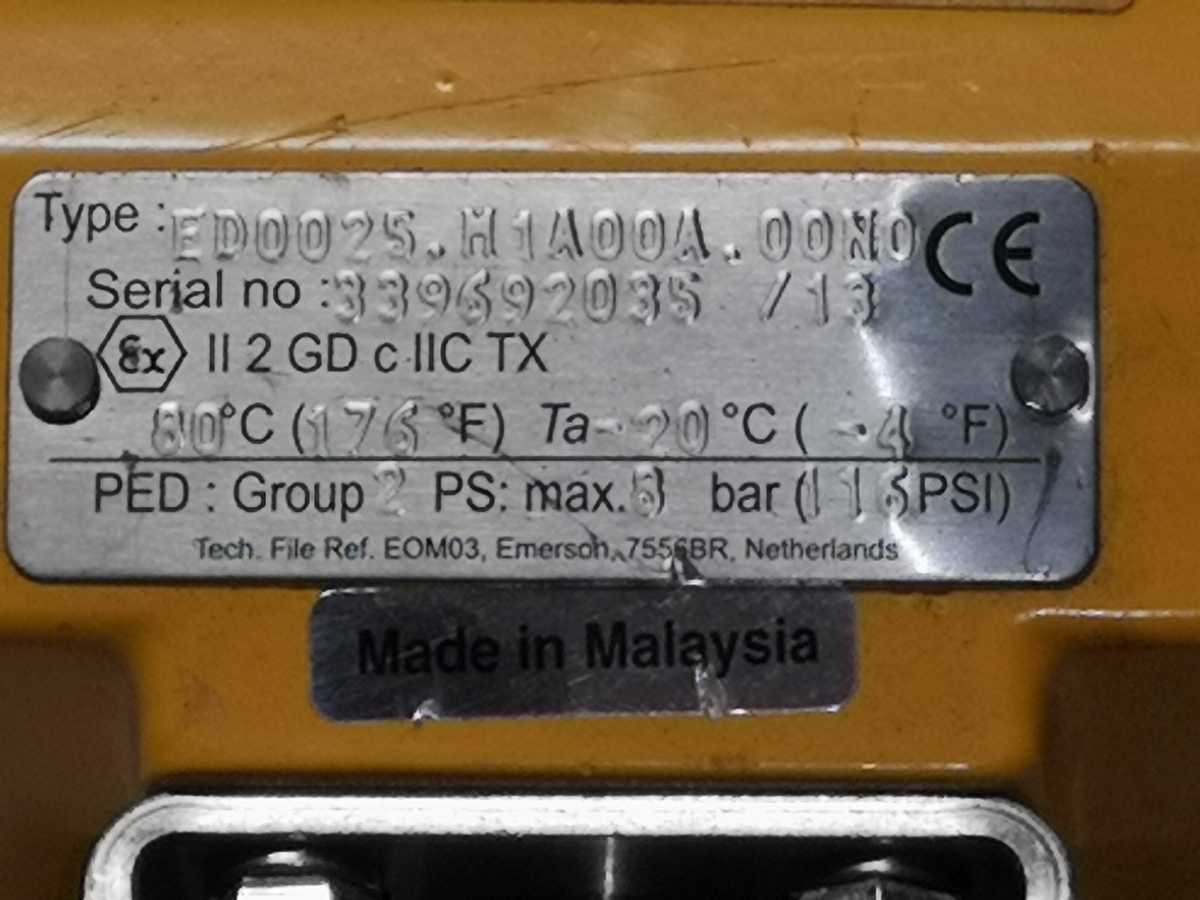 Type : ED0025.M1A00A.00N0 CE
Serial no : 339692035 /13
Ex II 2 GD c IIC TX
80°C (176 °F) Ta -20 °C ( -4 °F)
PED : Group 2 PS: max. 8 bar (116 PSI)
Tech. File Ref. EOM03, Emerson, 7556BR, Netherlands
Made in Malaysia